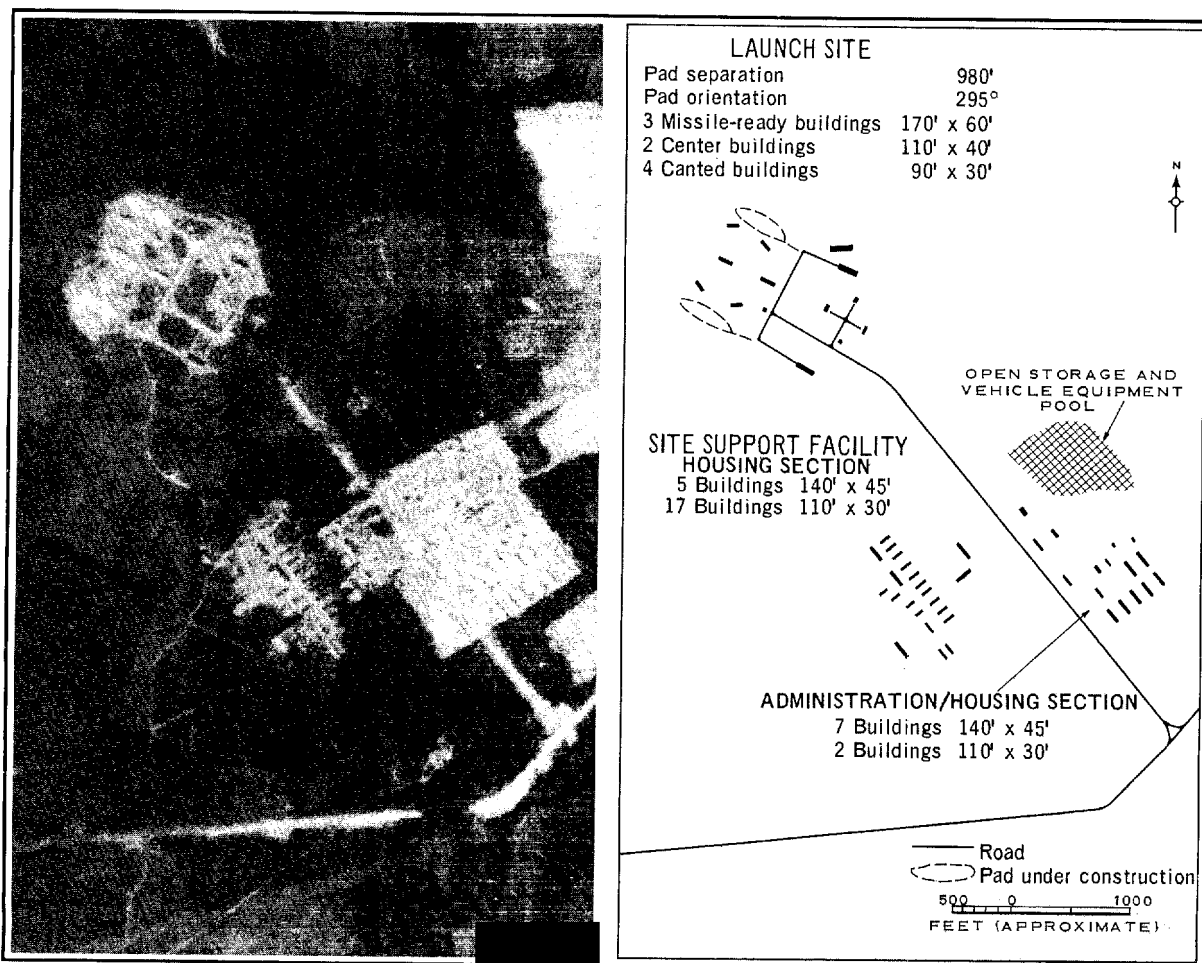 LAUNCH SITE
Pad separation 980'
Pad orientation 295°
3 Missile-ready buildings 170' x 60'
2 Center buildings 110' x 40'
4 Canted buildings 90' x 30'
N
OPEN STORAGE AND
VEHICLE EQUIPMENT
POOL
SITE SUPPORT FACILITY
HOUSING SECTION
5 Buildings 140' x 45'
17 Buildings 110' x 30'
ADMINISTRATION/HOUSING SECTION
7 Buildings 140' x 45'
2 Buildings 110' x 30'
Road
Pad under construction
500 0 1000
FEET (APPROXIMATE)